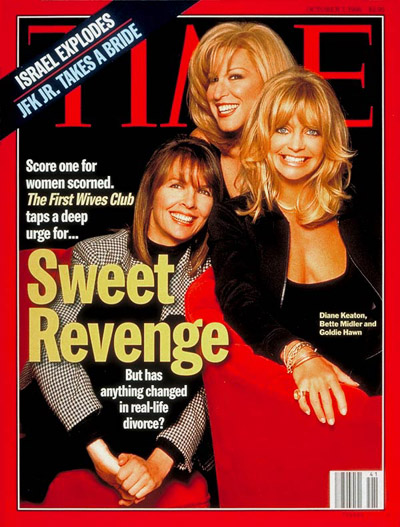 ISRAEL EXPLODES
JFK JR. TAKES A BRIDE
TIME
Score one for
women scorned.
The First Wives Club
taps a deep
urge for...
Sweet
Revenge
But has
anything changed
in real-life
divorce?
Diane Keaton,
Bette Midler and
Goldie Hawn
41